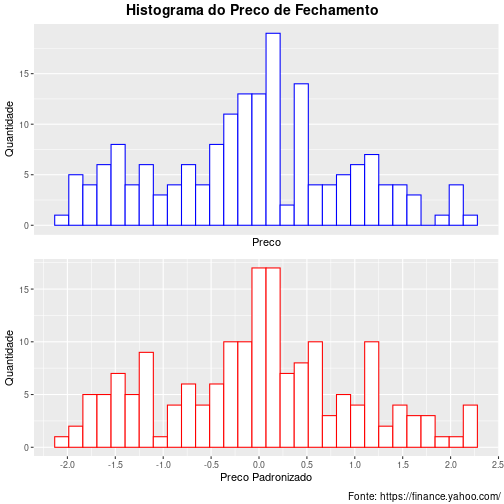 Histograma do Preco de Fechamento
Quantidade
15
10
5
0
Preco
Quantidade
15
10
5
0
-2.0 -1.5 -1.0 -0.5 0.0 0.5 1.0 1.5 2.0 2.5
Preco Padronizado
Fonte: https://finance.yahoo.com/